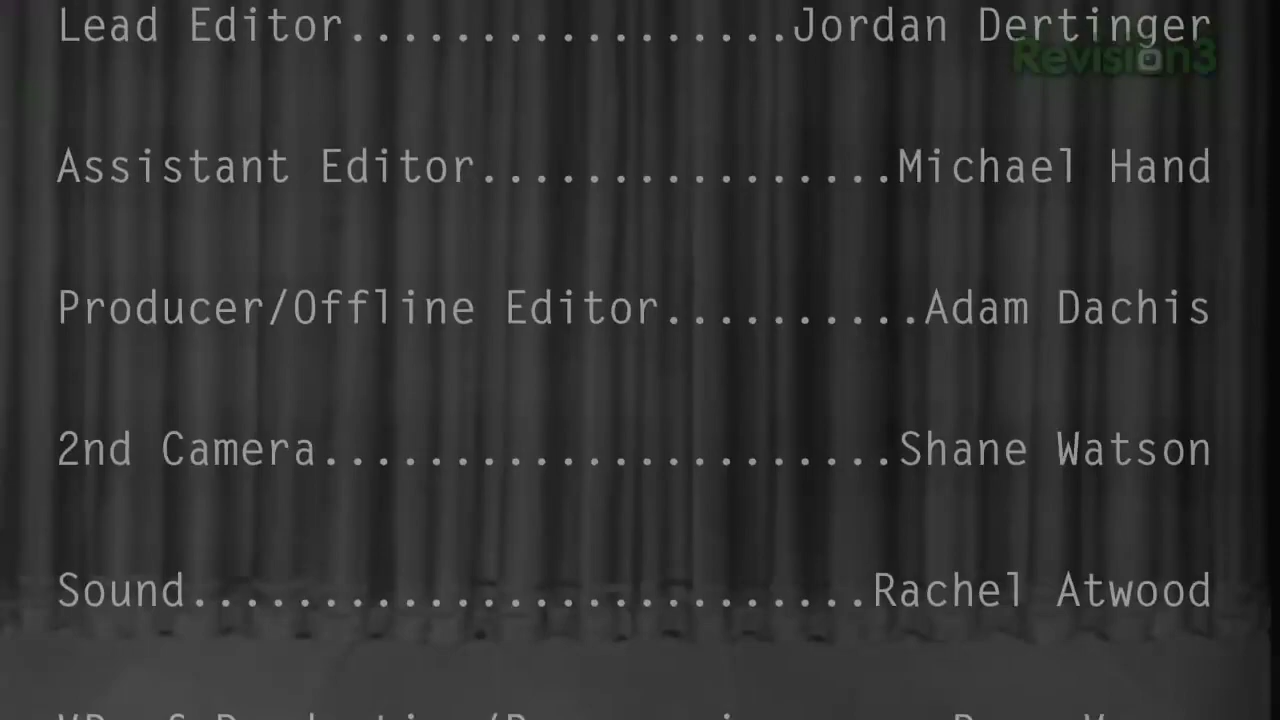 Lead Editor.................Jordan Dertinger
Revision3
Assistant Editor................Michael Hand
Producer/Offline Editor..........Adam Dachis
2nd Camera......................Shane Watson
Sound..........................Rachel Atwood